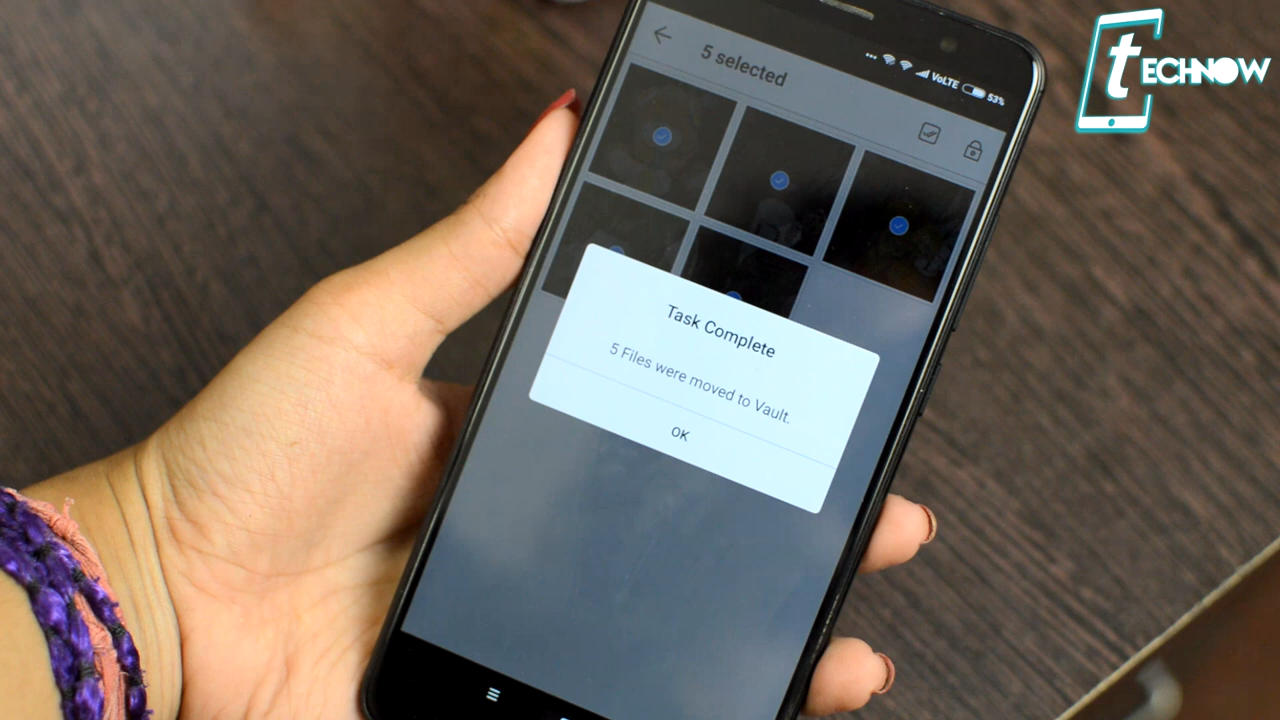 tECHNOW
5 selected
VoLTE 53%
Task Complete
5 Files were moved to Vault.
OK